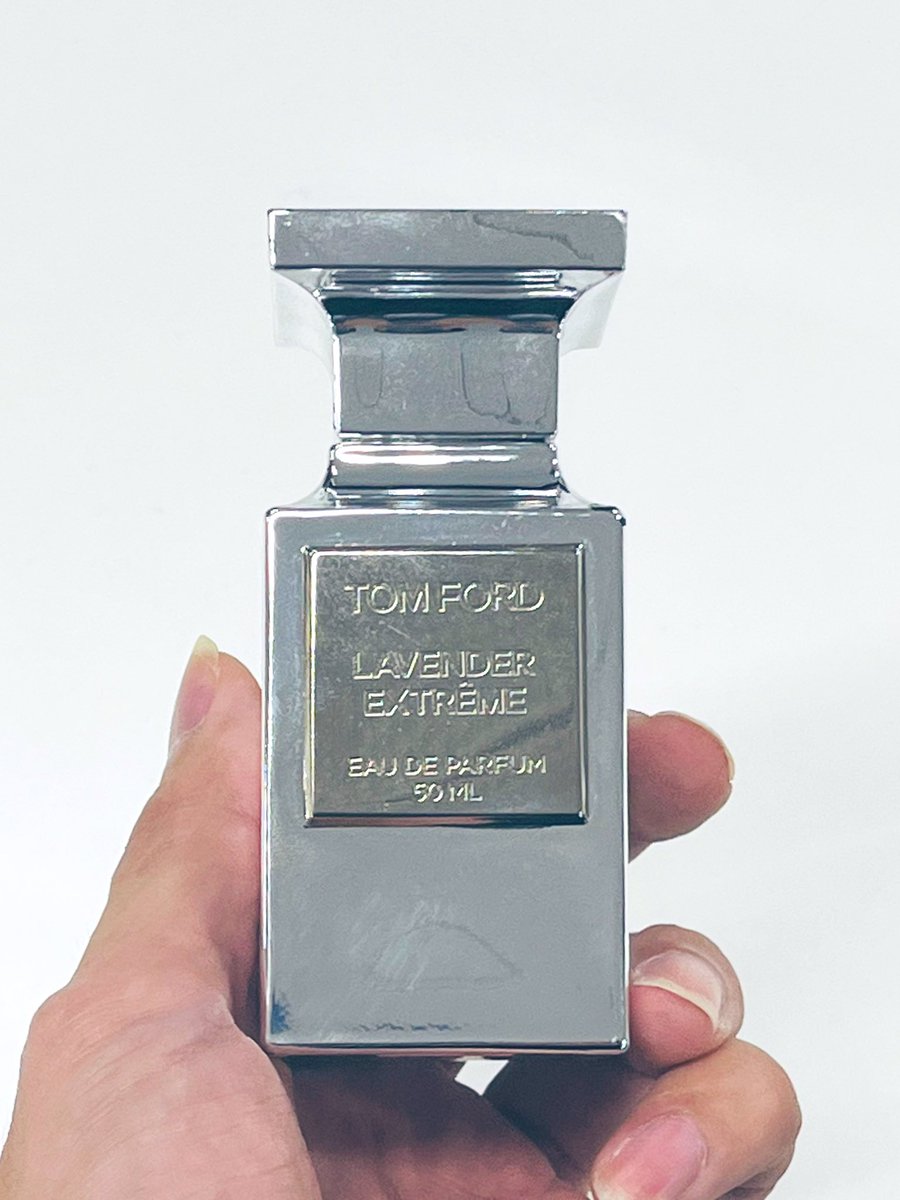 TOM FORD
LAVENDER
EXTRÊME
EAU DE PARFUM
50 ML